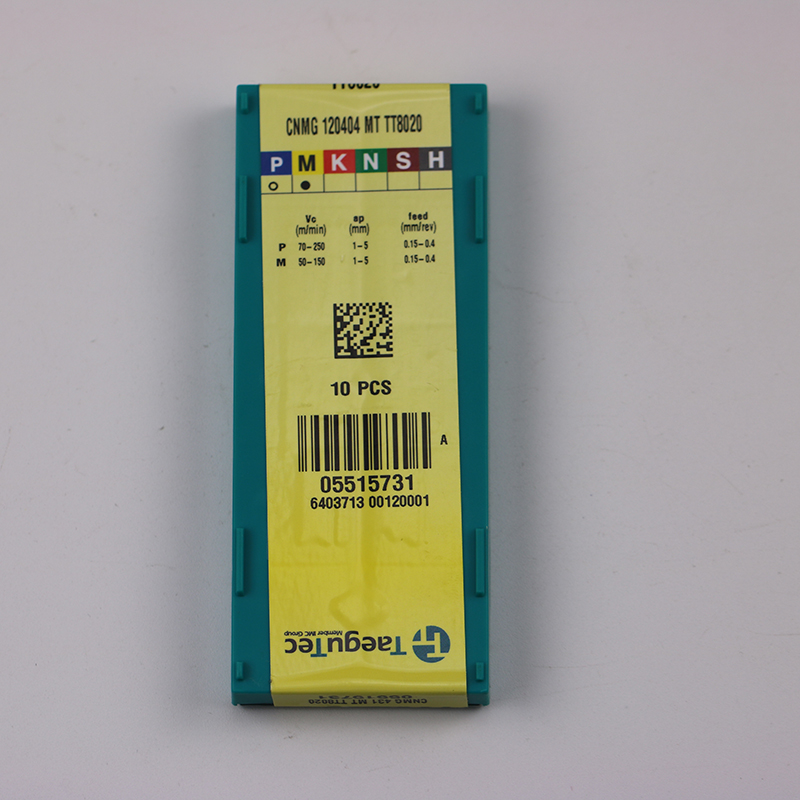 TT8020
CNMG 120404 MT TT8020
P M K N S H
Vc ap feed
(m/min) (mm) (mm/rev)
P 70-250 1-5 0.15-0.4
M 50-150 1-5 0.15-0.4
10 PCS
A
05515731
6403713 00120001
TaeguTec
Member IMC Group
CNMG 431 MT TT8020
05515731